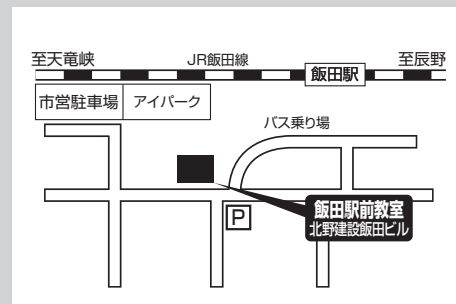 至天竜峡 JR飯田線 至辰野
飯田駅
市営駐車場 アイパーク
バス乗り場
P
飯田駅前教室
北野建設飯田ビル